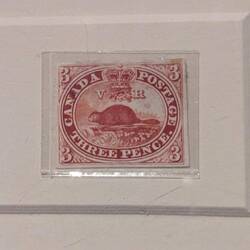 3 CANADA POSTAGE 3
V R
3 THREE PENCE. 3